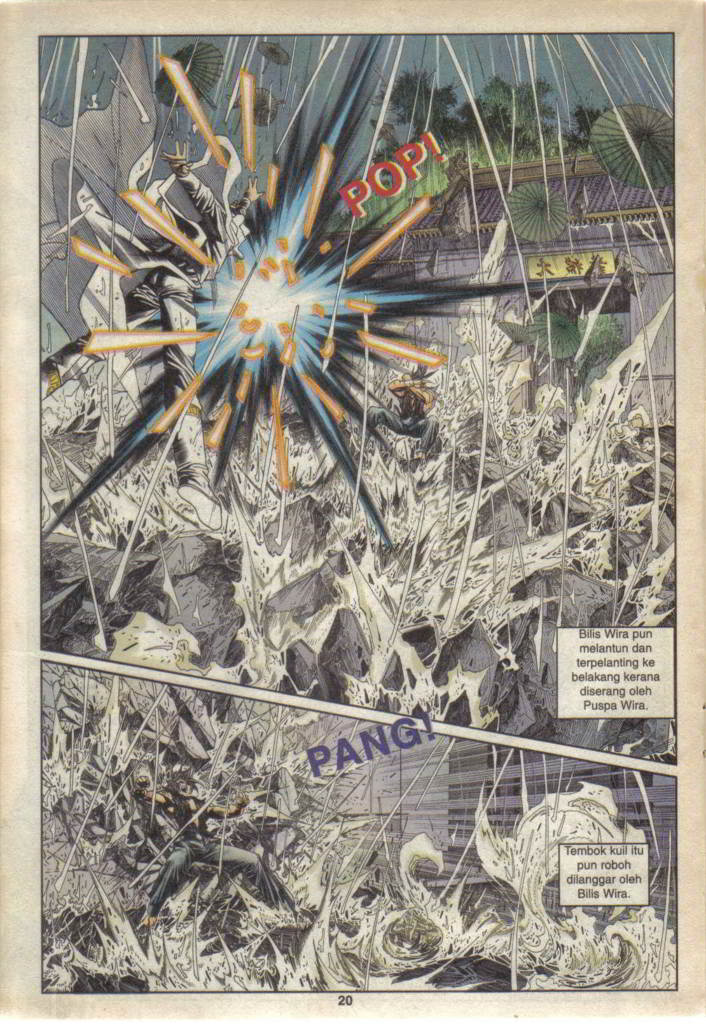 POP!
Bilis Wira pun
melantun dan
terpelanting ke
belakang kerana
diserang oleh
Puspa Wira.
PANG!
Tembok kuil itu
pun roboh
dilanggar oleh
Bilis Wira.
20